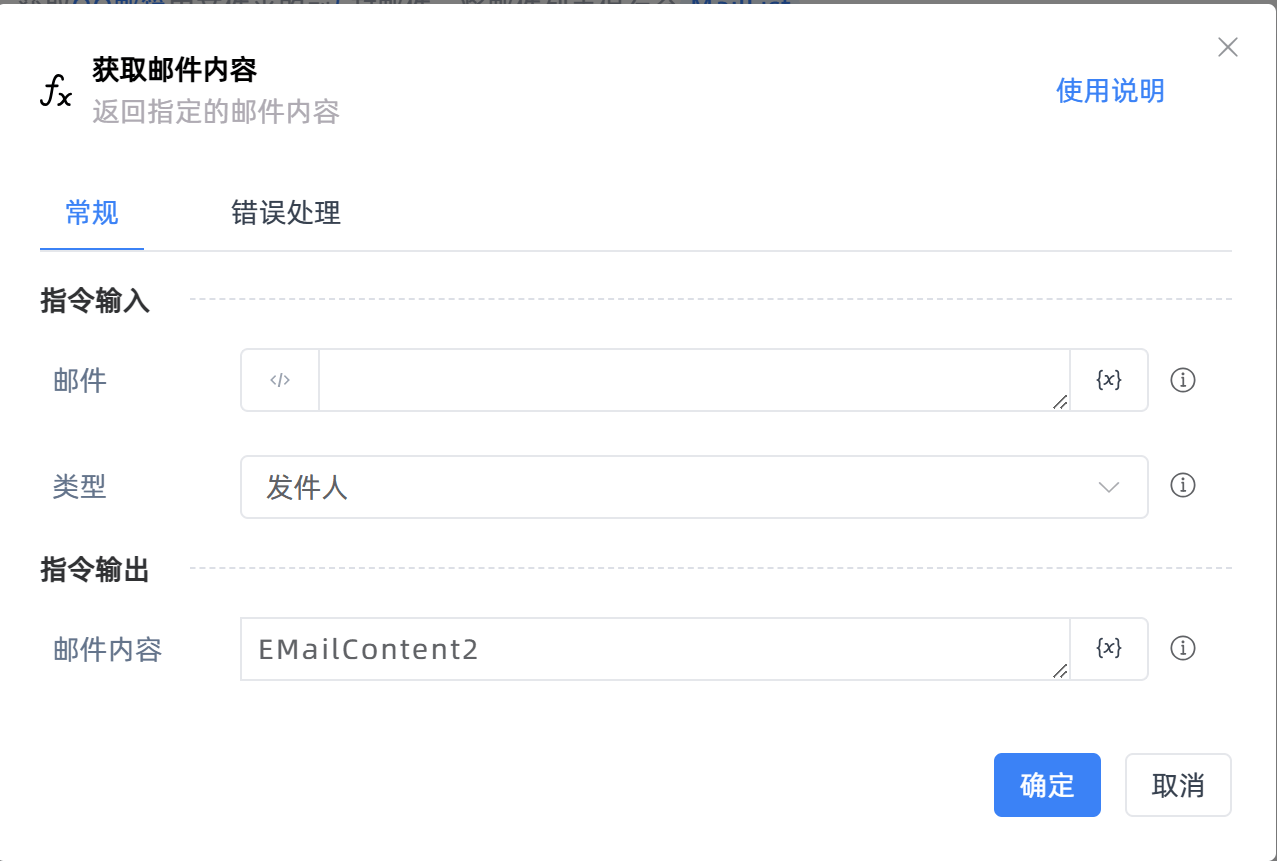 获取邮件内容
返回指定的邮件内容
使用说明
常规
错误处理
指令输入
邮件
</>
{x}
类型
发件人
指令输出
邮件内容
EMailContent2
{x}
确定
取消